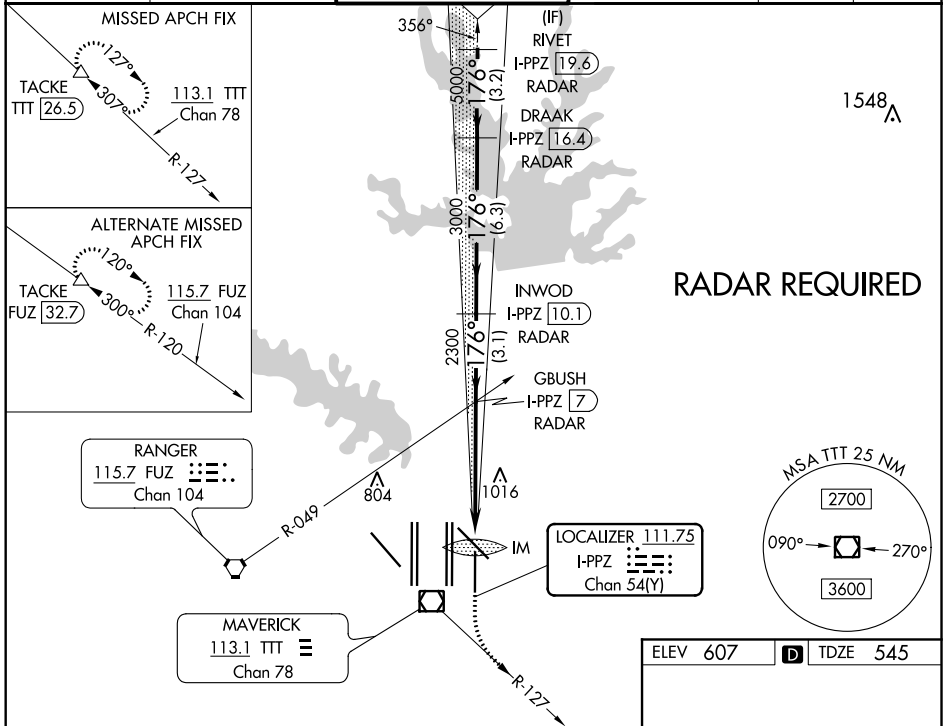 MISSED APCH FIX
127°
TACKE
TTT 26.5
307°
113.1 TTT
Chan 78
R-127
ALTERNATE MISSED
APCH FIX
120°
TACKE
FUZ 32.7
300°
115.7 FUZ
Chan 104
R-120
356°
(IF)
RIVET
I-PPZ 19.6
RADAR
5000
176°
(3.2)
DRAAK
I-PPZ 16.4
RADAR
3000
176°
(6.3)
INWOD
I-PPZ 10.1
RADAR
2300
176°
(3.1)
GBUSH
I-PPZ 7
RADAR
1548
RADAR REQUIRED
RANGER
115.7 FUZ
Chan 104
R-049
804
1016
IM
LOCALIZER 111.75
I-PPZ
Chan 54(Y)
MAVERICK
113.1 TTT
Chan 78
R-127
MSA TTT 25 NM
2700
090°
270°
3600
ELEV 607 D TDZE 545